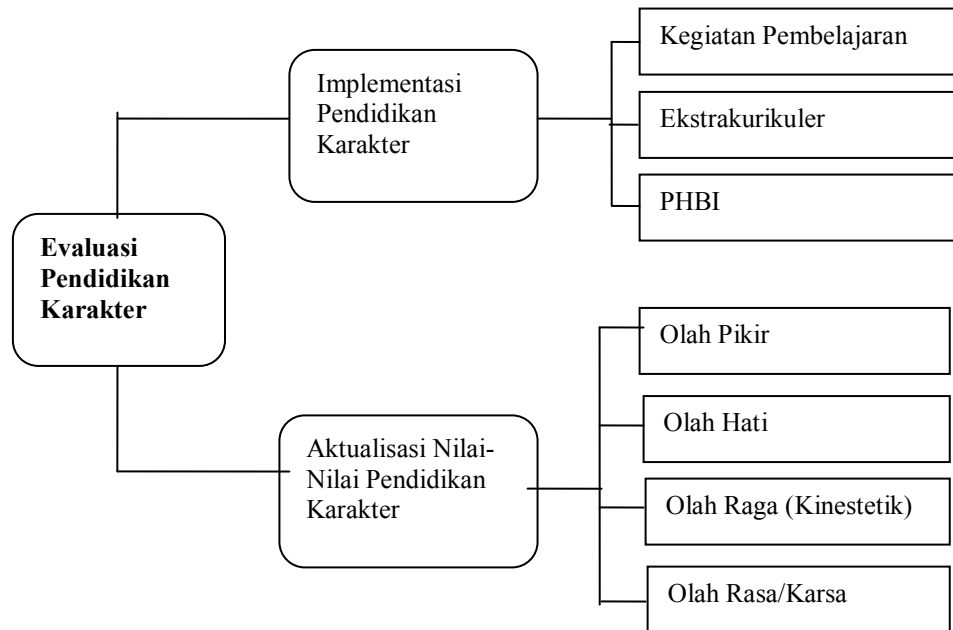 Evaluasi
Pendidikan
Karakter
Implementasi
Pendidikan
Karakter
Kegiatan Pembelajaran
Ekstrakurikuler
PHBI
Aktualisasi Nilai-
Nilai Pendidikan
Karakter
Olah Pikir
Olah Hati
Olah Raga (Kinestetik)
Olah Rasa/Karsa